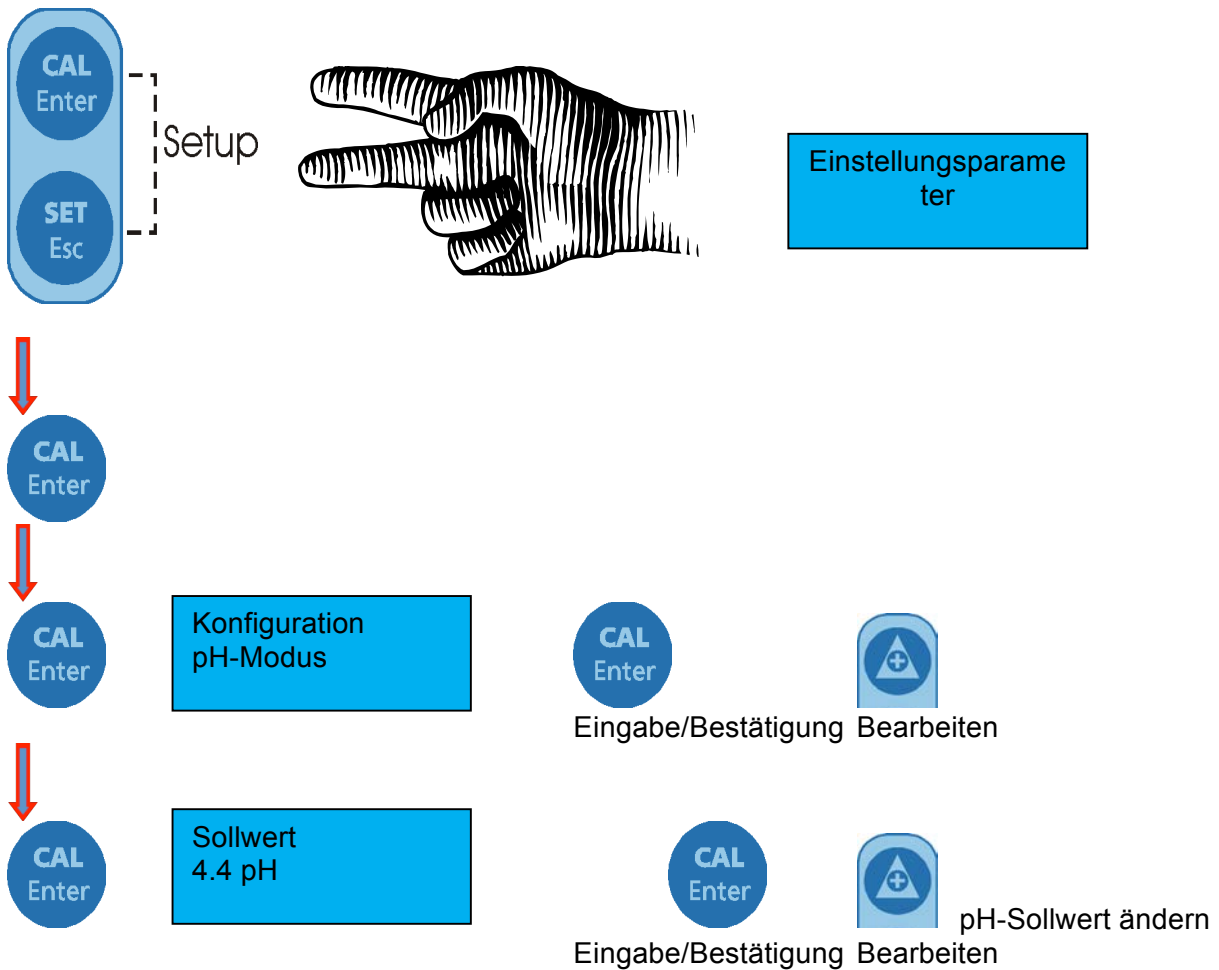 CAL
Enter
Setup
SET
Esc
Einstellungsparame
ter
CAL
Enter
CAL
Enter
Konfiguration
pH-Modus
CAL
Enter
Eingabe/Bestätigung Bearbeiten
CAL
Enter
Sollwert
4.4 pH
CAL
Enter
pH-Sollwert ändern
Eingabe/Bestätigung Bearbeiten